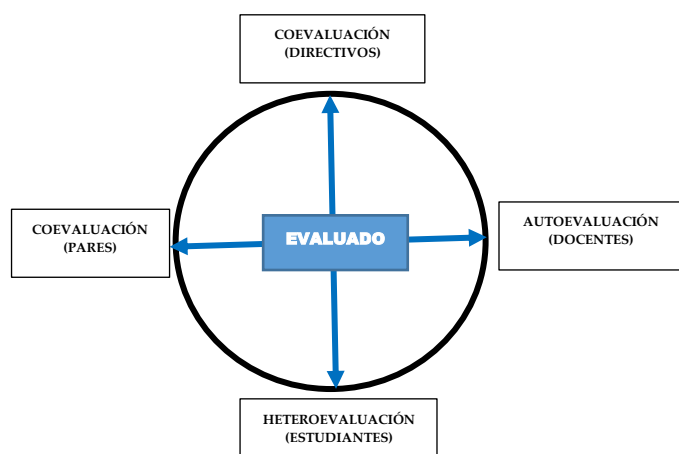 COEVALUACIÓN
(DIRECTIVOS)
COEVALUACIÓN
(PARES)
EVALUADO
AUTOEVALUACIÓN
(DOCENTES)
HETEROEVALUACIÓN
(ESTUDIANTES)